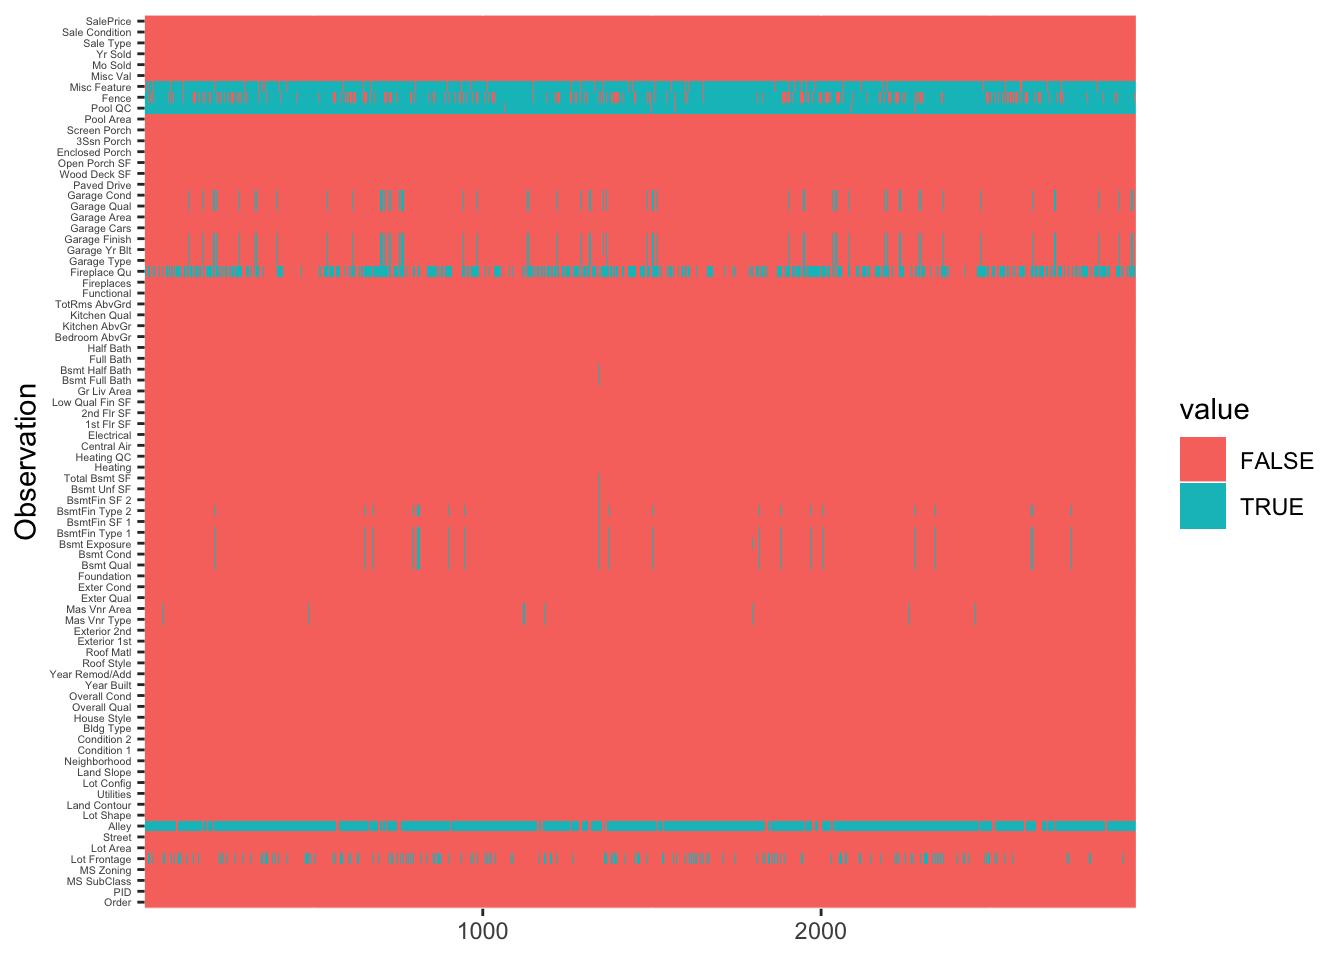 SalePrice
Sale Condition
Sale Type
Yr Sold
Mo Sold
Misc Val
Misc Feature
Fence
Pool QC
Pool Area
Screen Porch
3Ssn Porch
Enclosed Porch
Open Porch SF
Wood Deck SF
Paved Drive
Garage Cond
Garage Qual
Garage Area
Garage Cars
Garage Finish
Garage Yr Blt
Garage Type
Fireplace Qu
Fireplaces
Functional
TotRms AbvGrd
Kitchen Qual
Kitchen AbvGr
Bedroom AbvGr
Half Bath
Full Bath
Bsmt Half Bath
Bsmt Full Bath
Gr Liv Area
Low Qual Fin SF
2nd Flr SF
1st Flr SF
Electrical
Central Air
Heating QC
Heating
Total Bsmt SF
Bsmt Unf SF
BsmtFin SF 2
BsmtFin Type 2
BsmtFin SF 1
BsmtFin Type 1
Bsmt Exposure
Bsmt Cond
Bsmt Qual
Foundation
Exter Cond
Exter Qual
Mas Vnr Area
Mas Vnr Type
Exterior 2nd
Exterior 1st
Roof Matl
Roof Style
Year Remod/Add
Year Built
Overall Cond
Overall Qual
House Style
Bldg Type
Condition 2
Condition 1
Neighborhood
Land Slope
Lot Config
Utilities
Land Contour
Lot Shape
Alley
Street
Lot Area
Lot Frontage
MS Zoning
MS SubClass
PID
Order
Observation
1000
2000
value
FALSE
TRUE